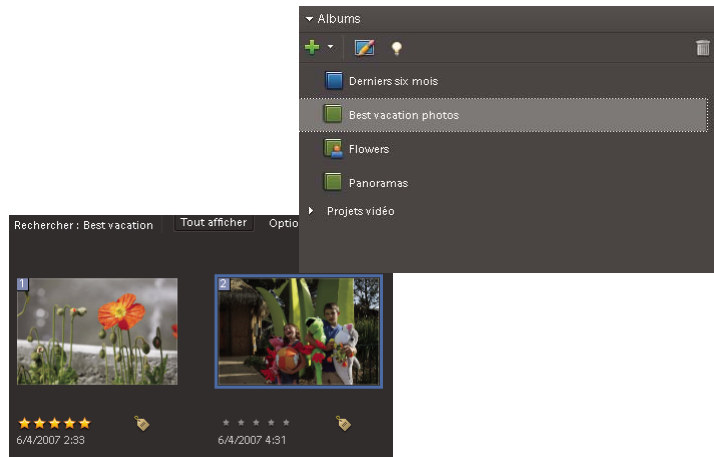 Albums
Derniers six mois
Best vacation photos
Flowers
Panoramas
Projets vidéo
Rechercher : Best vacation Tout afficher Optio
1 2
6/4/2007 2:33 6/4/2007 4:31